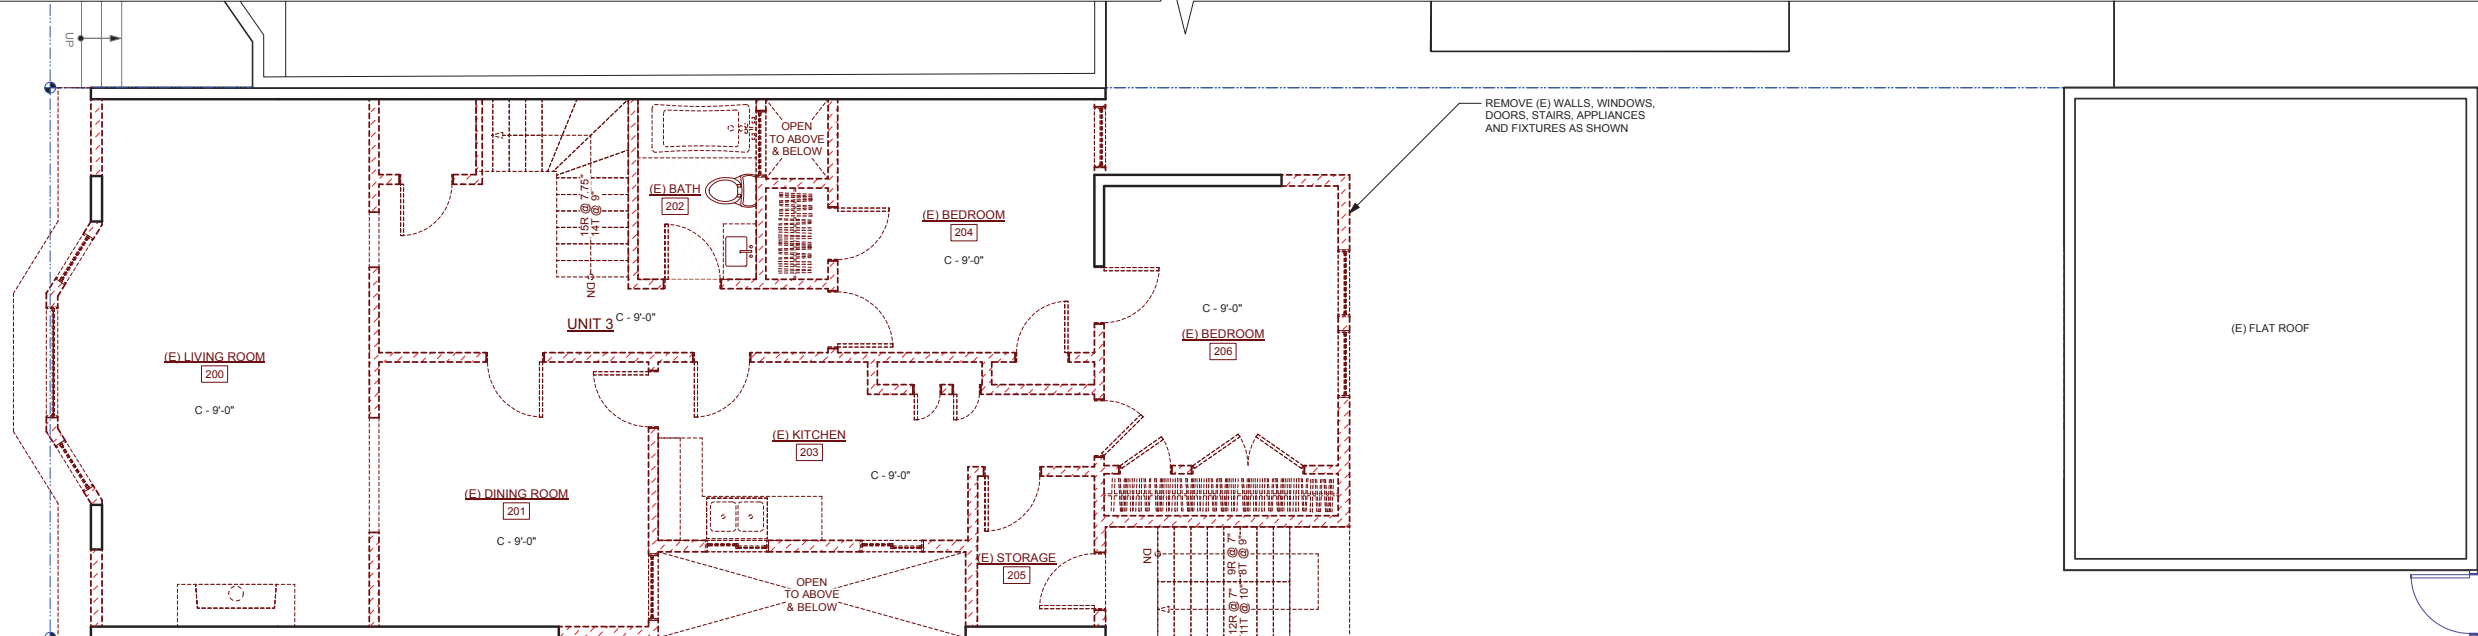 UP
REMOVE (E) WALLS, WINDOWS,
DOORS, STAIRS, APPLIANCES
AND FIXTURES AS SHOWN
OPEN
TO ABOVE
& BELOW
15R @ 7.75"
14T @ 9"
DN
(E) BATH
202
(E) BEDROOM
204
C - 9'-0"
UNIT 3
C - 9'-0"
C - 9'-0"
(E) BEDROOM
206
(E) FLAT ROOF
(E) LIVING ROOM
200
C - 9'-0"
(E) KITCHEN
203
C - 9'-0"
(E) DINING ROOM
201
C - 9'-0"
(E) STORAGE
205
OPEN
TO ABOVE
& BELOW
DN
9R @ 7"
8T @ 9"
12R @ 7"
11T @ 10"